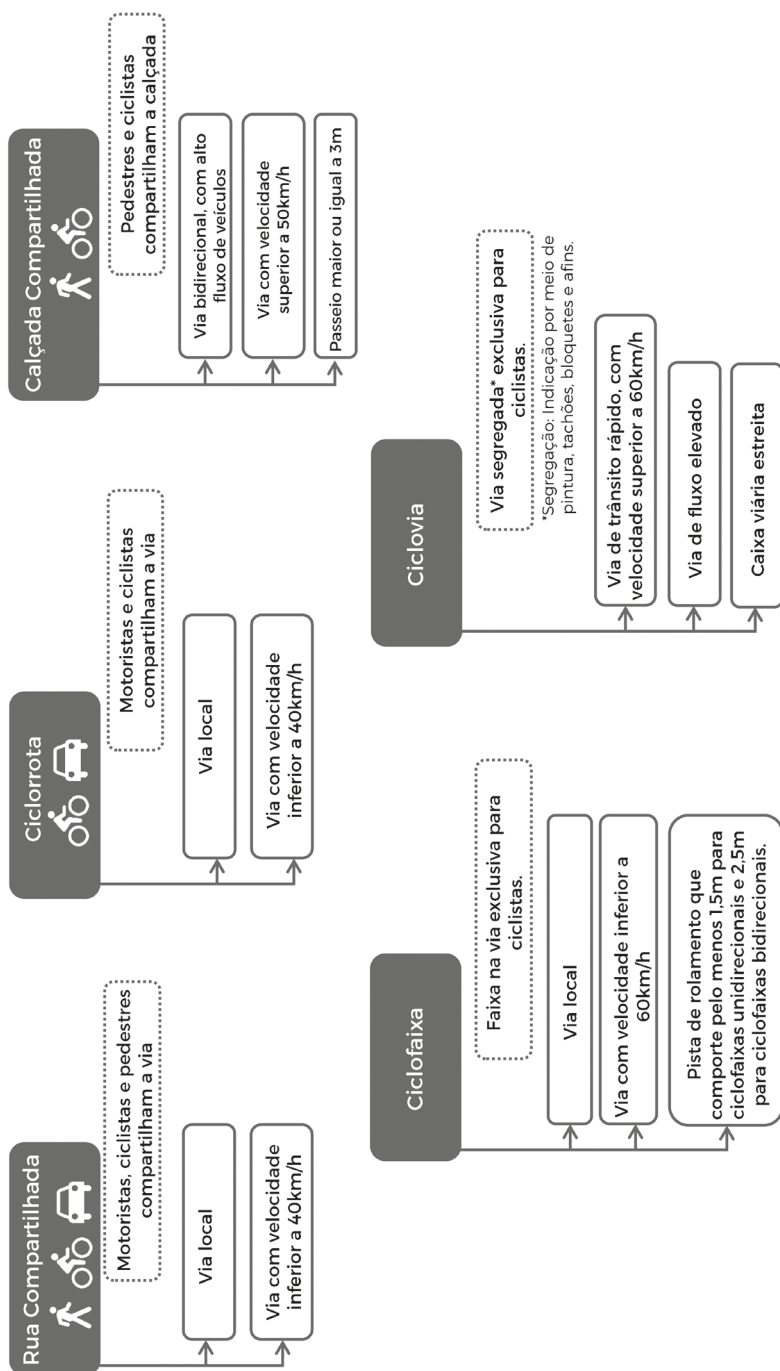 Rua Compartilhada
Motoristas, ciclistas e pedestres
compartilham a via
Via local
Via com velocidade
inferior a 40km/h
Ciclorrota
Motoristas e ciclistas
compartilham a via
Via local
Via com velocidade
inferior a 40km/h
Calçada Compartilhada
Pedestres e ciclistas
compartilham a calçada
Via bidirecional, com alto
fluxo de veículos
Via com velocidade
superior a 50km/h
Passeio maior ou igual a 3m
Ciclofaixa
Faixa na via exclusiva para
ciclistas.
Via local
Via com velocidade inferior a
60km/h
Pista de rolamento que
comporte pelo menos 1,5m para
ciclofaixas unidirecionais e 2,5m
para ciclofaixas bidirecionais.
Ciclovia
Via segregada* exclusiva para
ciclistas.
*Segregação: Indicação por meio de
pintura, tachões, bloquetes e afins.
Via de trânsito rápido, com
velocidade superior a 60km/h
Via de fluxo elevado
Caixa viária estreita